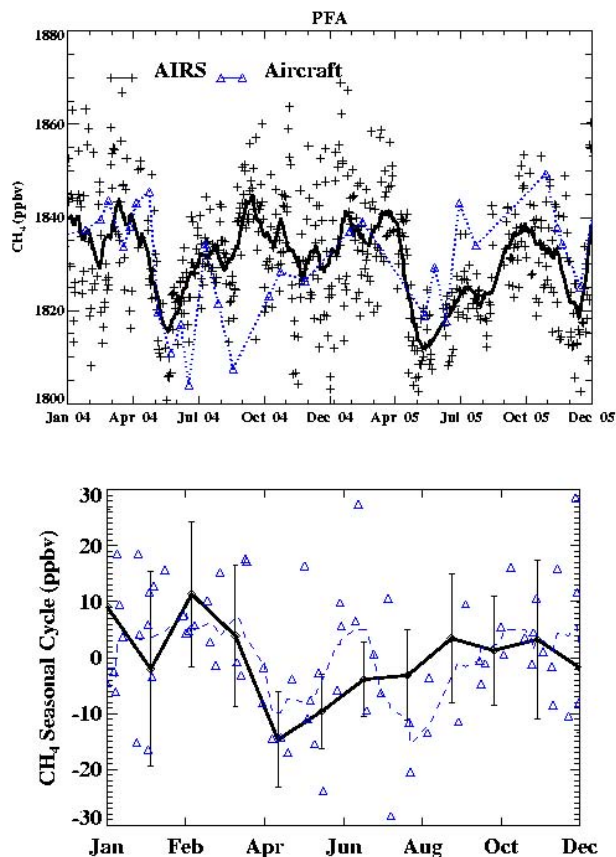 PFA
1880
AIRS Aircraft
1860
1840
1820
1800
CH₄ (ppbv)
Jan 04 Apr 04 Jul 04 Oct 04 Dec 04 Apr 05 Jul 05 Oct 05 Dec 05
30
20
10
0
-10
-20
-30
CH₄ Seasonal Cycle (ppbv)
Jan Feb Apr Jun Aug Oct Dec